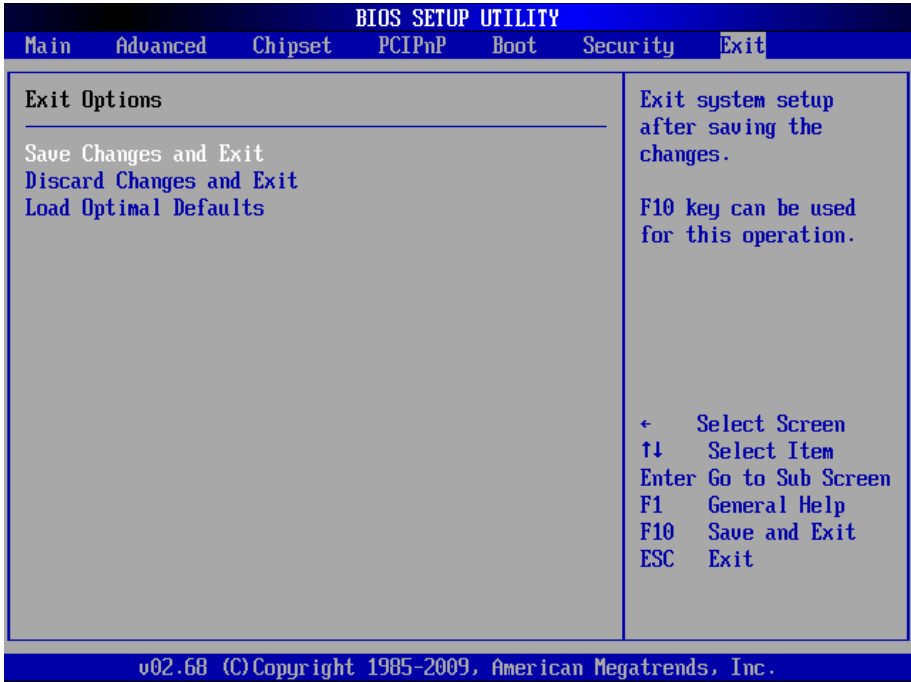 BIOS SETUP UTILITY
Main Advanced Chipset PCIPnP Boot Security Exit
Exit Options
Save Changes and Exit
Discard Changes and Exit
Load Optimal Defaults
Exit system setup
after saving the
changes.
F10 key can be used
for this operation.
← Select Screen
↑↓ Select Item
Enter Go to Sub Screen
F1 General Help
F10 Save and Exit
ESC Exit
v02.68 (C)Copyright 1985-2009, American Megatrends, Inc.